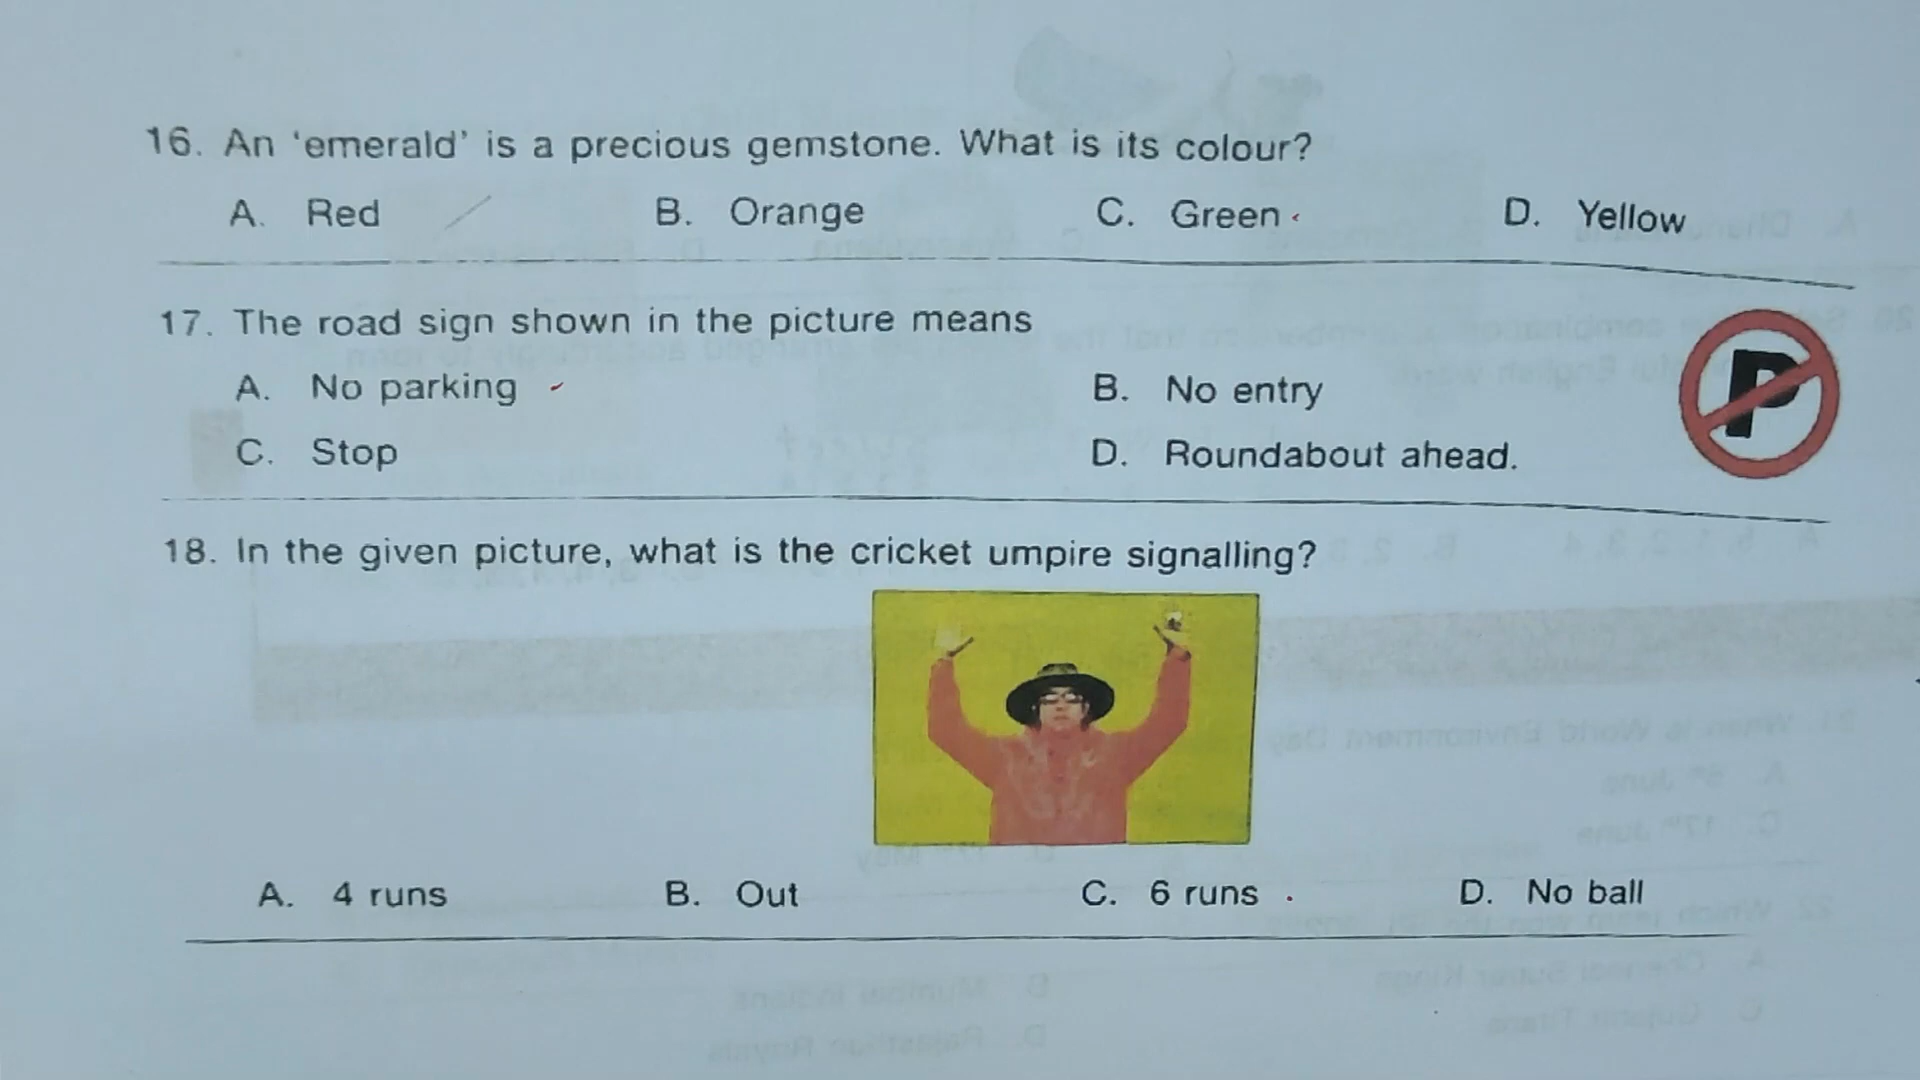 16. An ‘emerald’ is a precious gemstone. What is its colour?
A. Red B. Orange C. Green D. Yellow
17. The road sign shown in the picture means
A. No parking B. No entry
P
C. Stop D. Roundabout ahead.
18. In the given picture, what is the cricket umpire signalling?
A. 4 runs B. Out C. 6 runs D. No ball